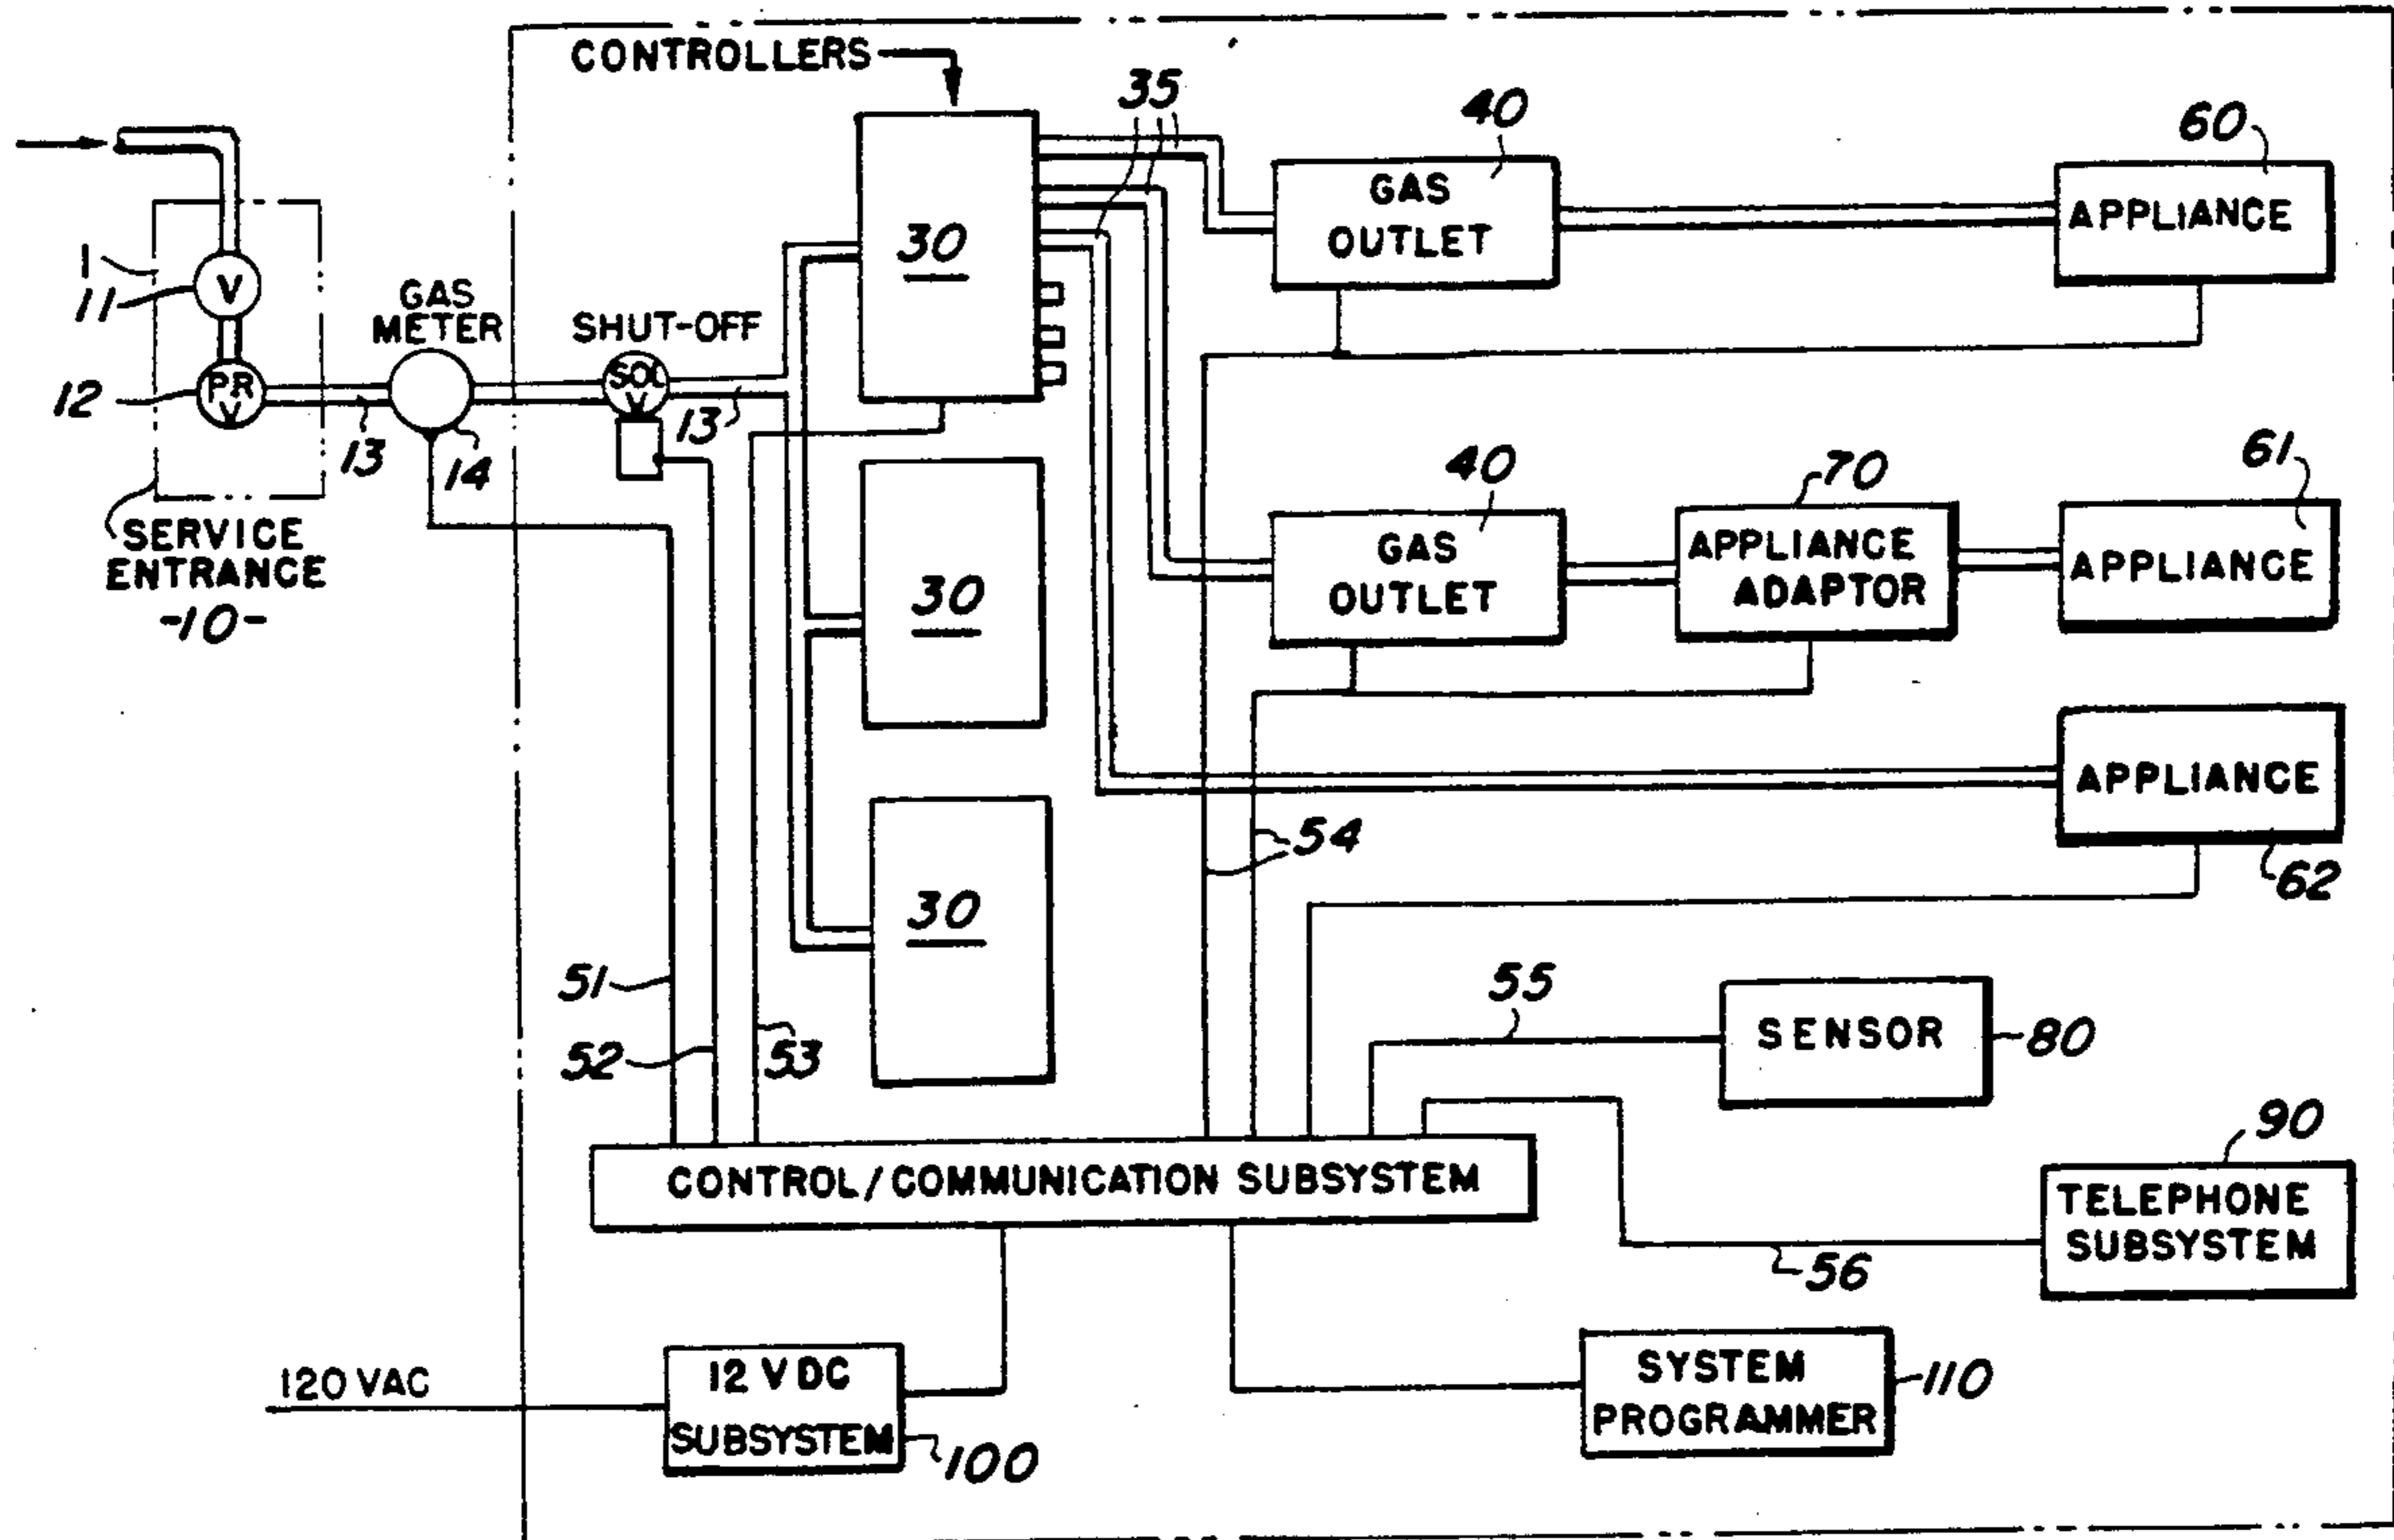 CONTROLLERS
35
40
60
GAS
OUTLET
APPLIANCE
30
1
11
V
GAS
METER
SHUT-OFF
12
PR
V
SOL
V
13
13
14
SERVICE
ENTRANCE
-10-
40
70
61
GAS
OUTLET
APPLIANCE
ADAPTOR
APPLIANCE
30
APPLIANCE
54
62
30
51
52
53
55
SENSOR
80
90
CONTROL/COMMUNICATION SUBSYSTEM
TELEPHONE
SUBSYSTEM
56
120 VAC
12 VDC
SUBSYSTEM
100
SYSTEM
PROGRAMMER
110